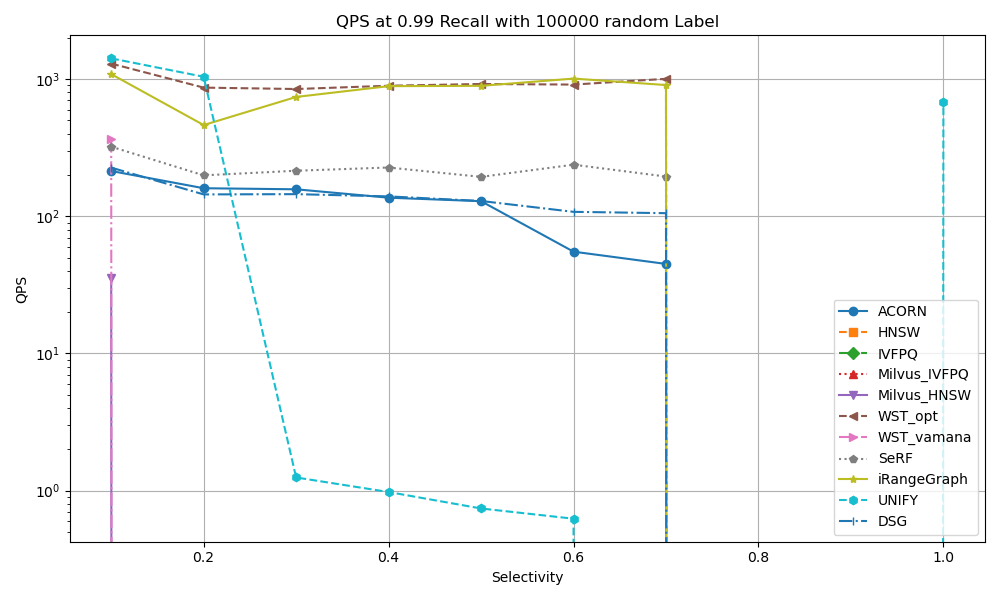 QPS at 0.99 Recall with 100000 random Label
QPS
10³
10²
10¹
10⁰
0.2 0.4 0.6 0.8 1.0
Selectivity
ACORN
HNSW
IVFPQ
Milvus_IVFPQ
Milvus_HNSW
WST_opt
WST_vamana
SeRF
iRangeGraph
UNIFY
DSG